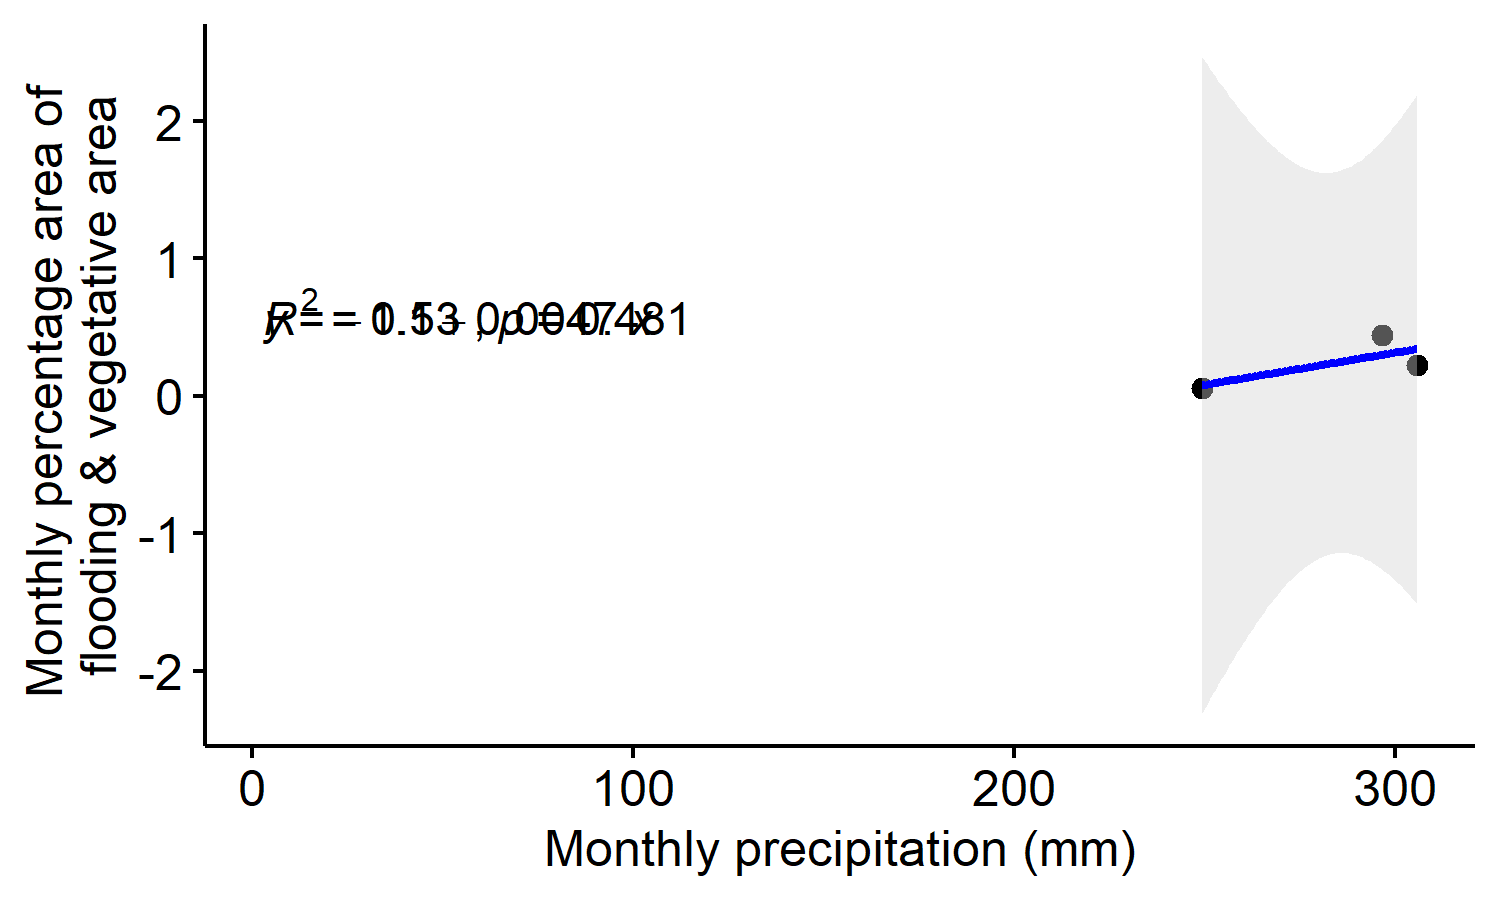 Monthly percentage area of
flooding & vegetative area
2
1
0
-1
-2
0 100 200 300
Monthly precipitation (mm)